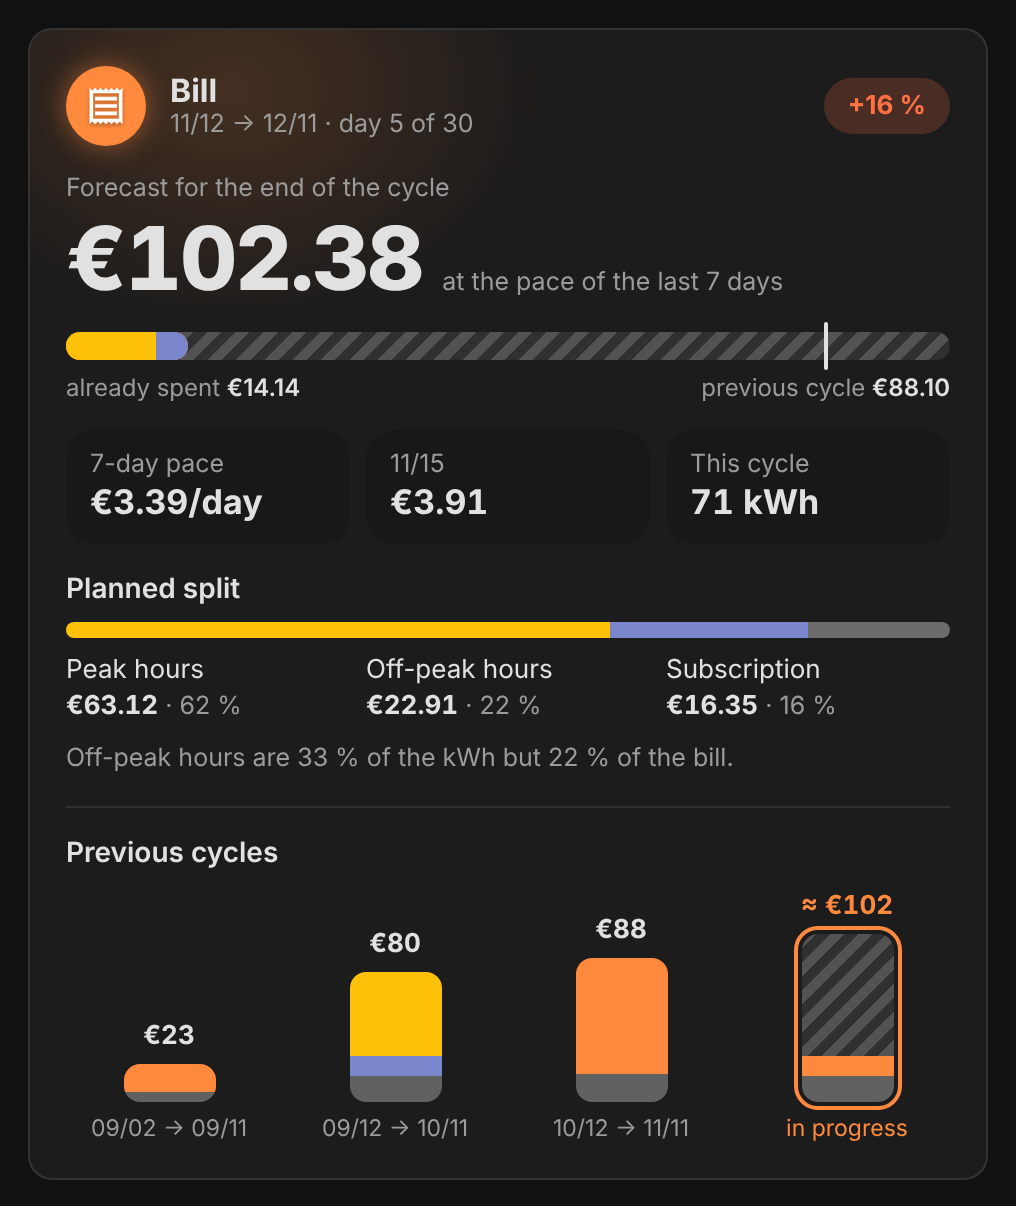 Bill
11/12 → 12/11 · day 5 of 30
+16 %
Forecast for the end of the cycle
€102.38 at the pace of the last 7 days
already spent €14.14
previous cycle €88.10
7-day pace
€3.39/day
11/15
€3.91
This cycle
71 kWh
Planned split
Peak hours
€63.12 · 62 %
Off-peak hours
€22.91 · 22 %
Subscription
€16.35 · 16 %
Off-peak hours are 33 % of the kWh but 22 % of the bill.
Previous cycles
€23
09/02 → 09/11
€80
09/12 → 10/11
€88
10/12 → 11/11
≈ €102
in progress